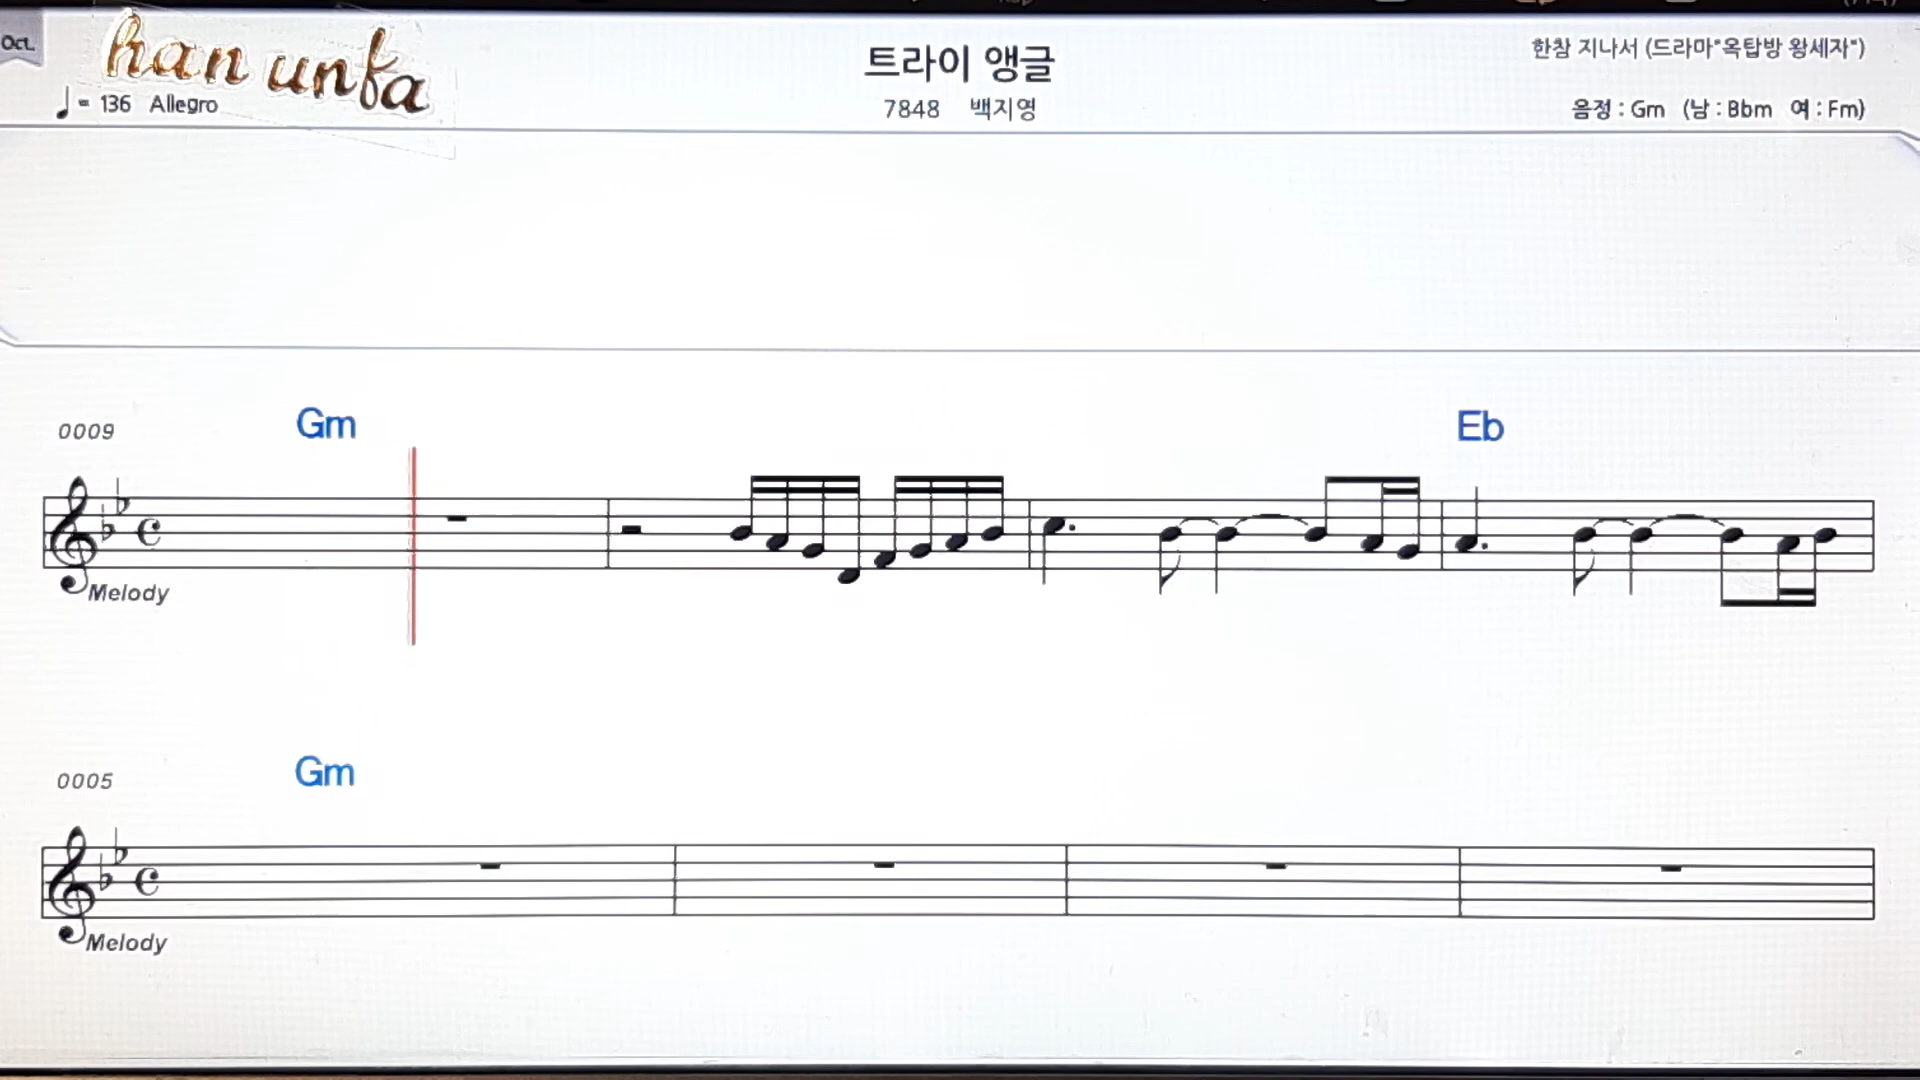 Oct.
han unfa
♩= 136 Allegro
트라이 앵글
7848 백지영
한참 지나서 (드라마"옥탑방 왕세자")
음정 : Gm (남 : Bbm 여 : Fm)
0009 Gm Eb
Melody
0005 Gm
Melody